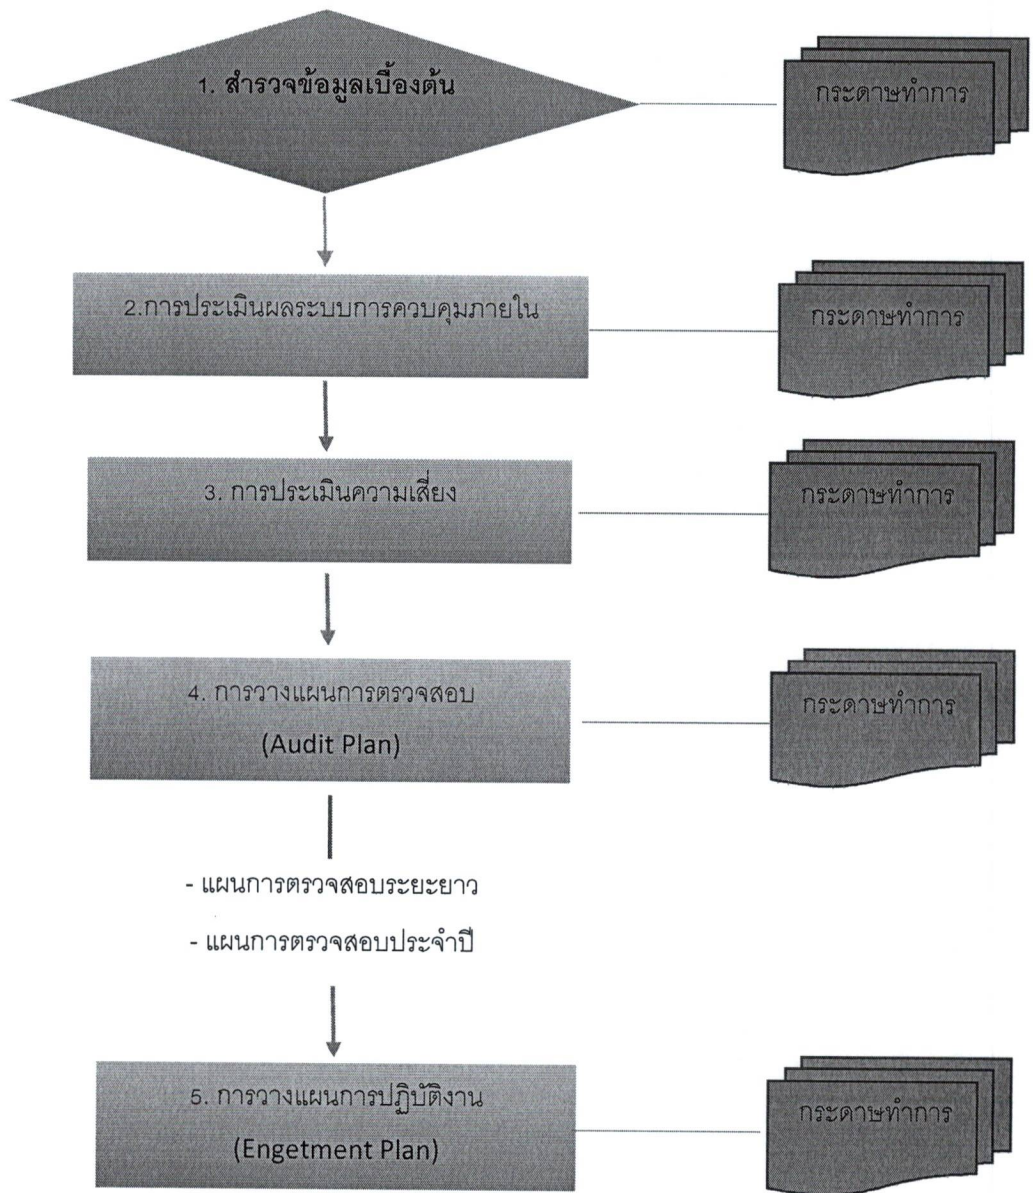 1. สำรวจข้อมูลเบื้องต้น
กระดาษทำการ
2.การประเมินผลระบบการควบคุมภายใน
กระดาษทำการ
3. การประเมินความเสี่ยง
กระดาษทำการ
4. การวางแผนการตรวจสอบ
(Audit Plan)
กระดาษทำการ
- แผนการตรวจสอบระยะยาว
- แผนการตรวจสอบประจำปี
5. การวางแผนการปฏิบัติงาน
(Engetment Plan)
กระดาษทำการ